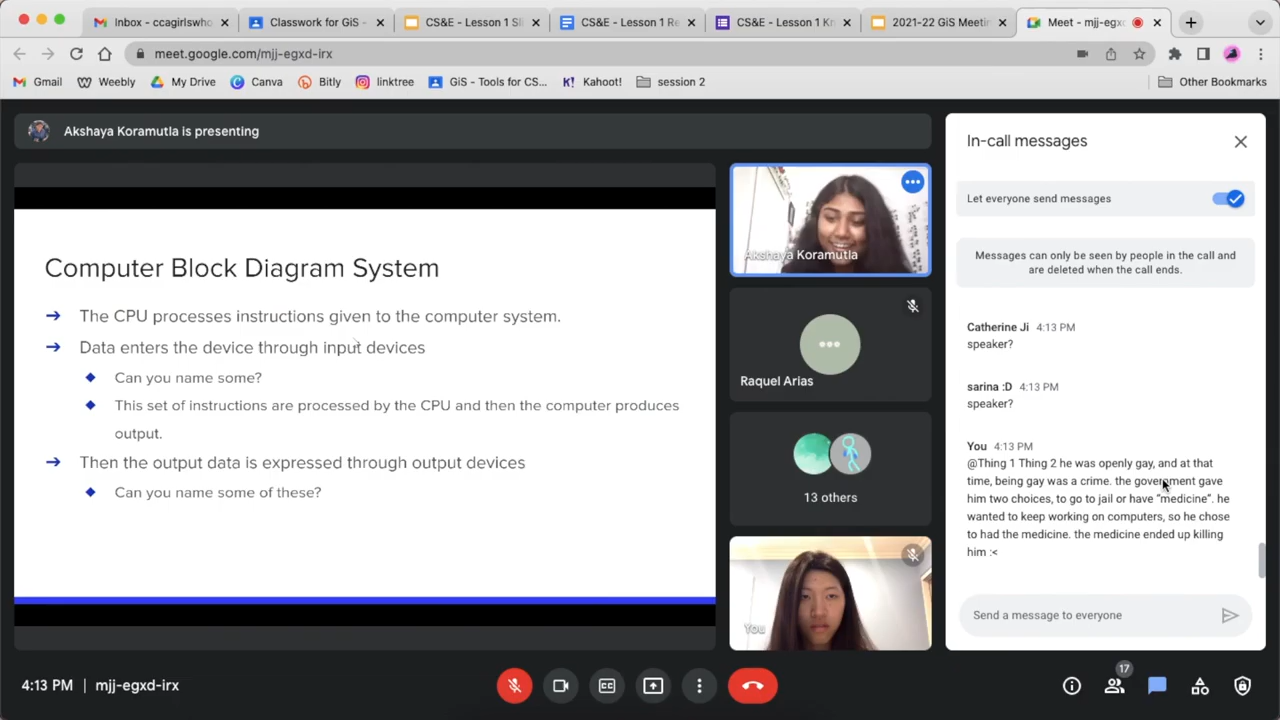 Inbox - ccagirlswho
Classwork for GiS -
CS&E - Lesson 1 Sli
CS&E - Lesson 1 Re
CS&E - Lesson 1 Kn
2021-22 GiS Meetin
Meet - mjj-egxd
meet.google.com/mjj-egxd-irx
Gmail
Weebly
My Drive
Canva
Bitly
linktree
GiS - Tools for CS...
Kahoot!
session 2
Other Bookmarks
Akshaya Koramutla is presenting
Computer Block Diagram System
The CPU processes instructions given to the computer system.
Data enters the device through input devices
Can you name some?
This set of instructions are processed by the CPU and then the computer produces
output.
Then the output data is expressed through output devices
Can you name some of these?
Akshaya Koramutla
Raquel Arias
13 others
You
In-call messages
Let everyone send messages
Messages can only be seen by people in the call and
are deleted when the call ends.
Catherine Ji 4:13 PM
speaker?
sarina :D 4:13 PM
speaker?
You 4:13 PM
@Thing 1 Thing 2 he was openly gay, and at that
time, being gay was a crime. the government gave
him two choices, to go to jail or have “medicine”. he
wanted to keep working on computers, so he chose
to had the medicine. the medicine ended up killing
him :<
Send a message to everyone
4:13 PM | mjj-egxd-irx
17